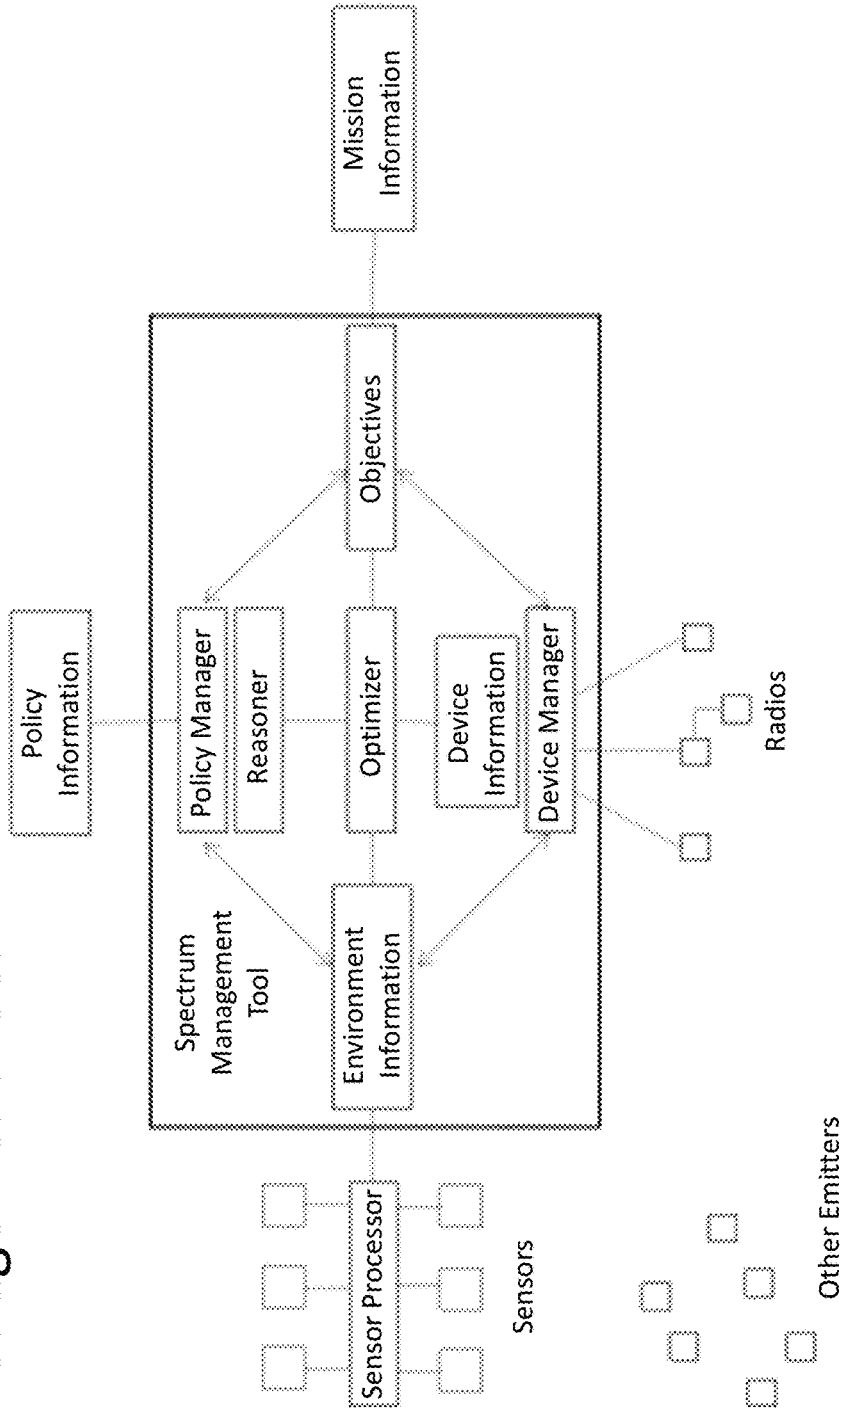 Policy
Information
Spectrum
Management
Tool
Policy Manager
Reasoner
Sensor Processor
Environment
Information
Optimizer
Objectives
Mission
Information
Device
Information
Device Manager
Sensors
Radios
Other Emitters